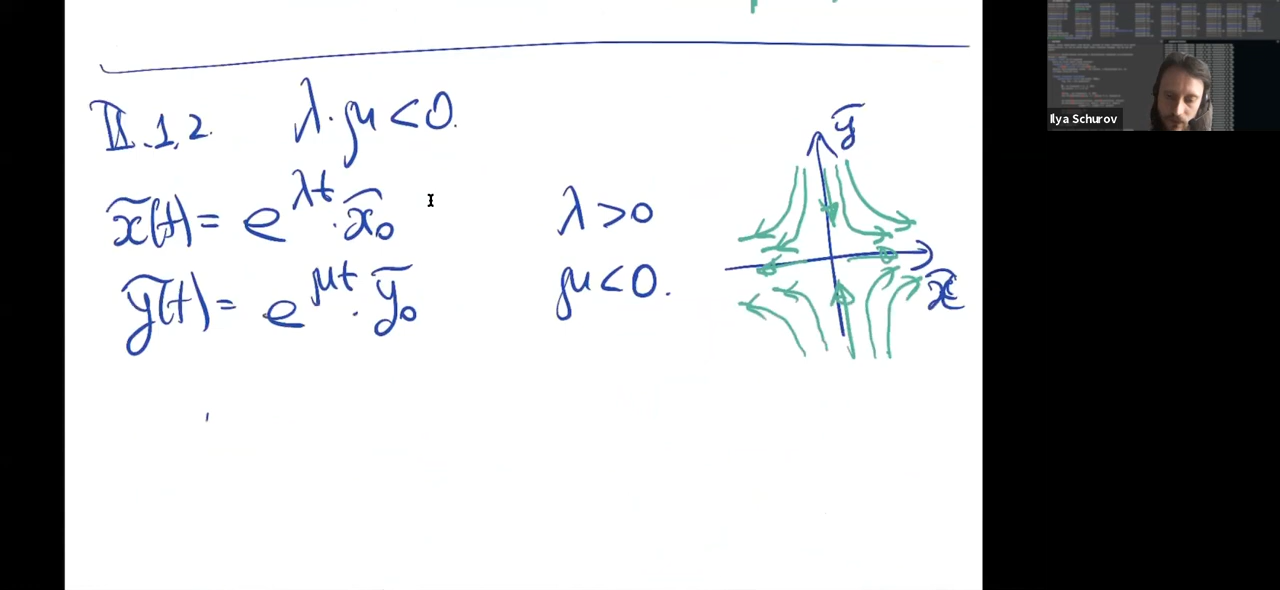 II.1.2. λ·μ<0.
x̃(t) = e^{λt}·x̃₀
λ>0
ỹ(t) = e^{μt}·ỹ₀
μ<0.
ỹ
x̃
Ilya Schurov